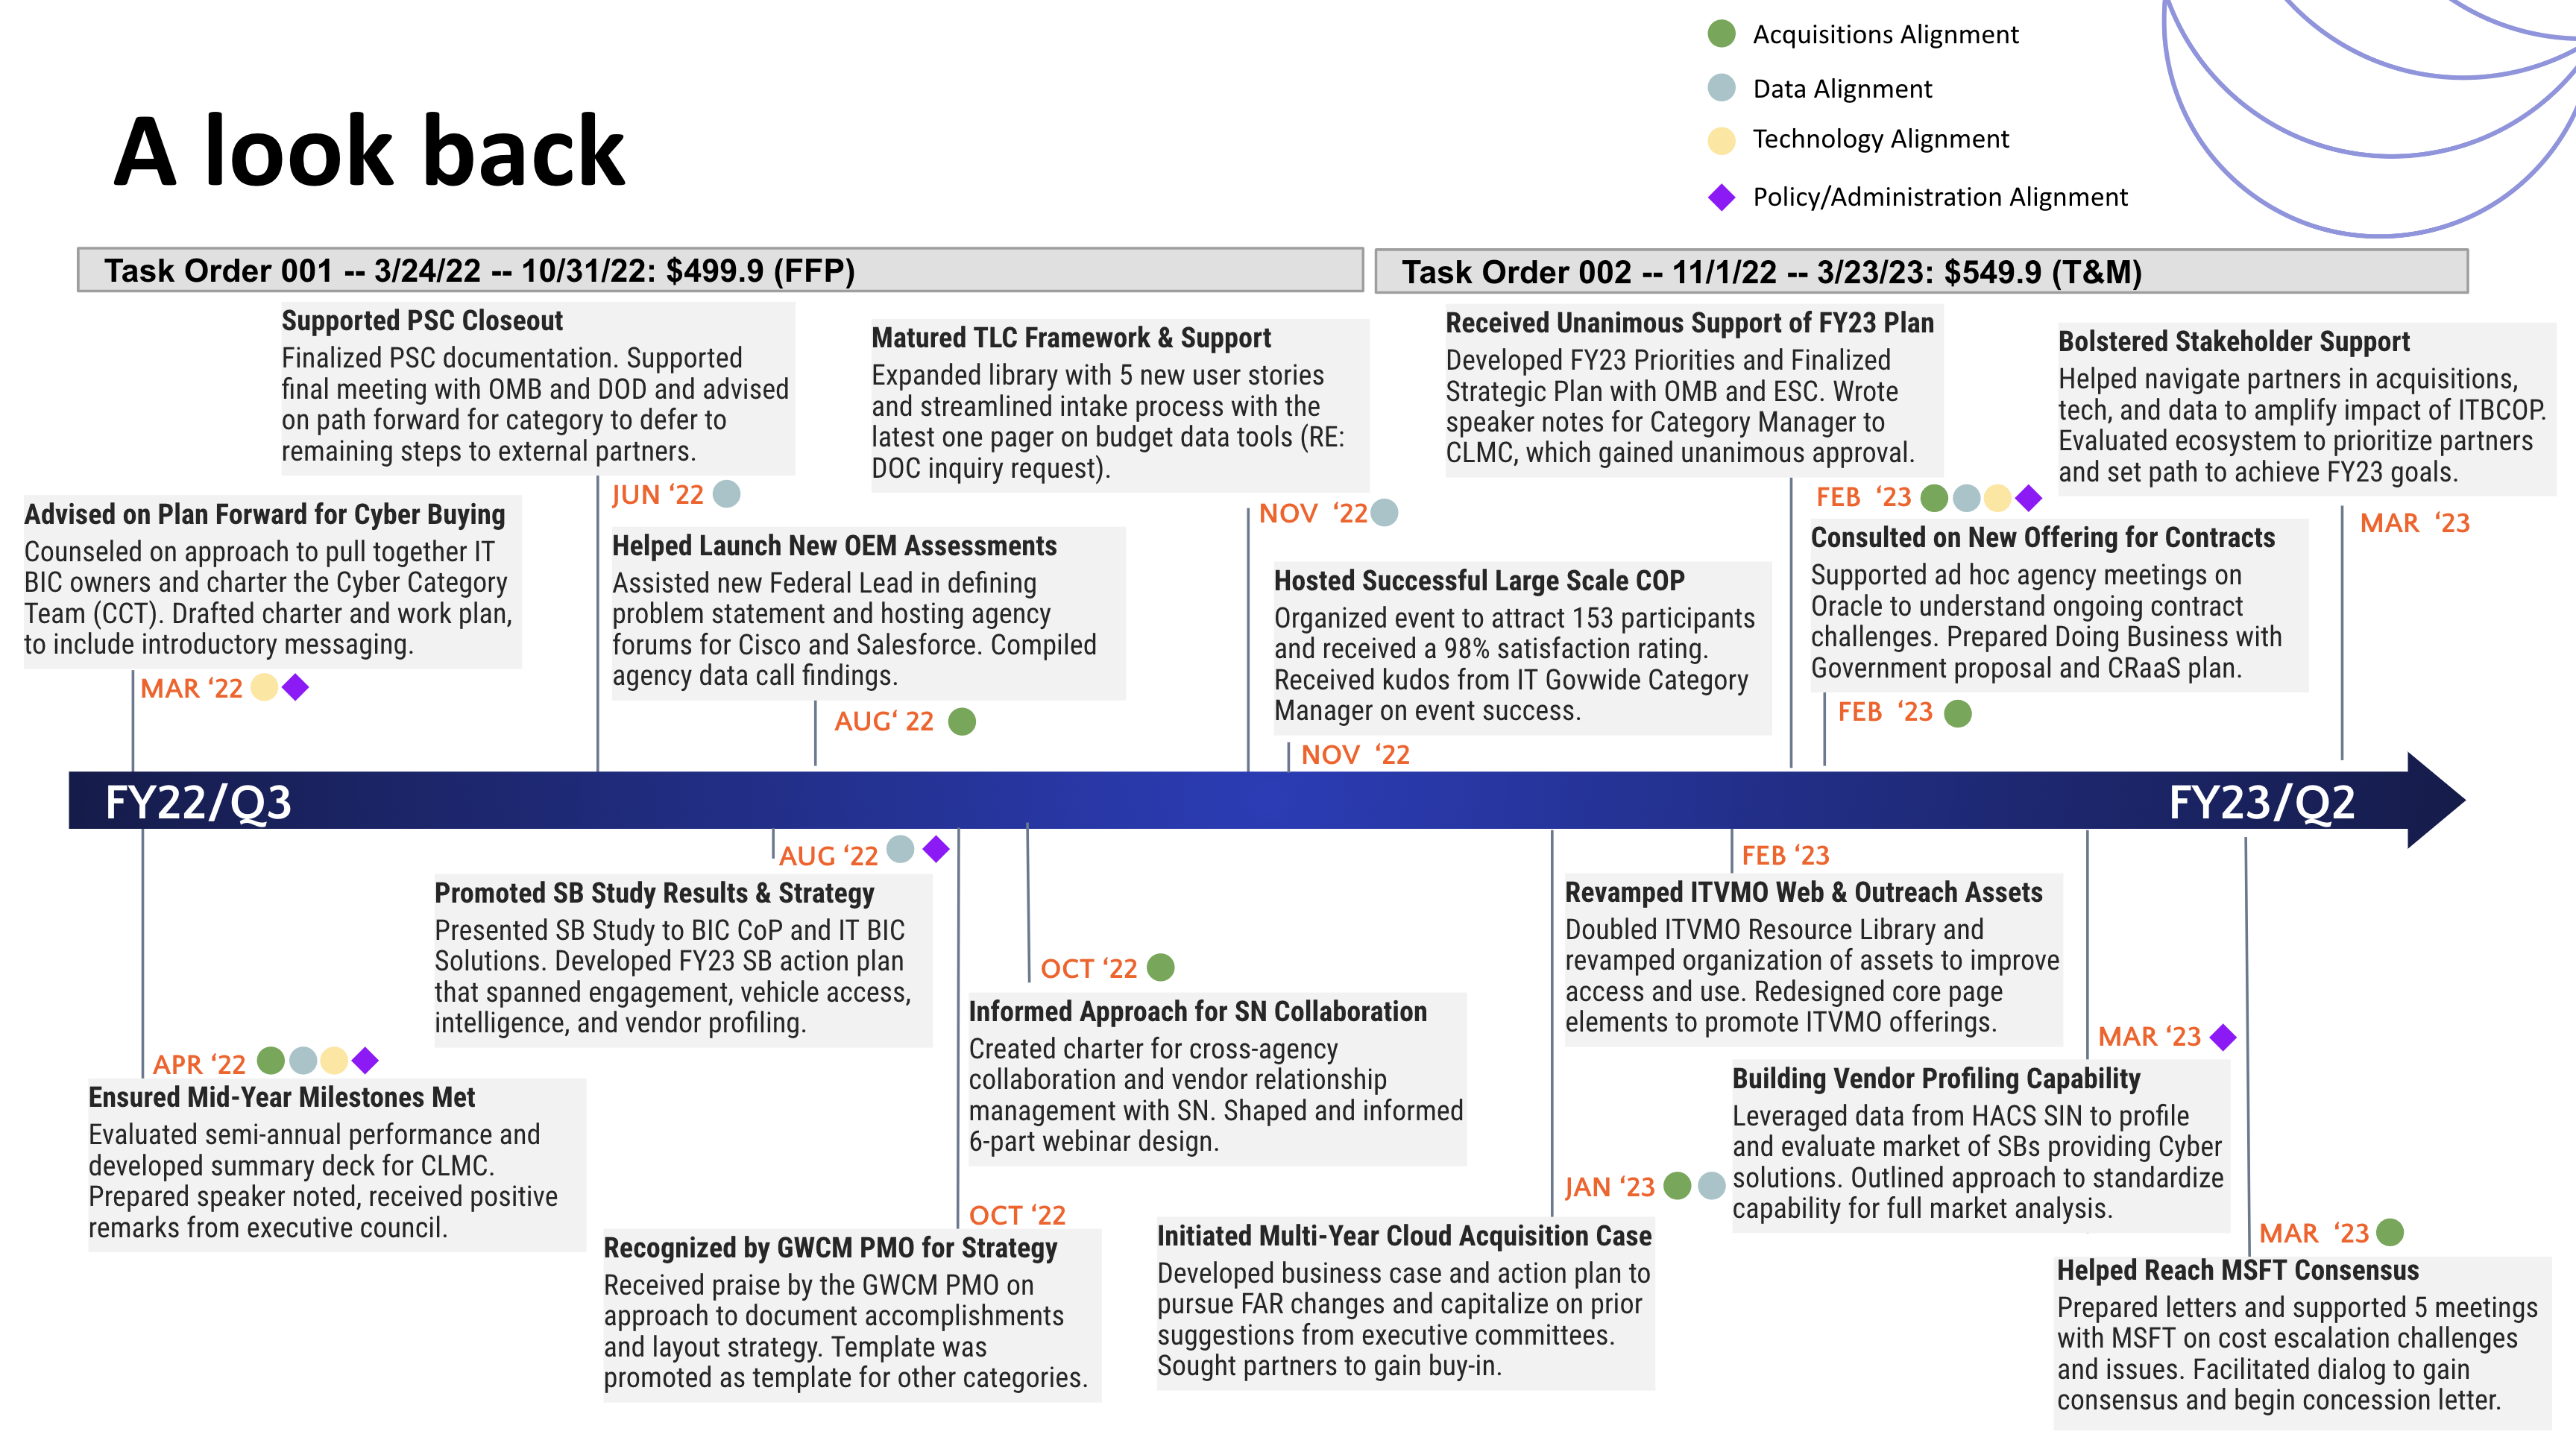 Acquisitions Alignment
Data Alignment
Technology Alignment
Policy/Administration Alignment
A look back
Task Order 001 -- 3/24/22 -- 10/31/22: $499.9 (FFP)
Task Order 002 -- 11/1/22 -- 3/23/23: $549.9 (T&M)
Supported PSC Closeout
Finalized PSC documentation. Supported
final meeting with OMB and DOD and advised
on path forward for category to defer to
remaining steps to external partners.
JUN ‘22
Matured TLC Framework & Support
Expanded library with 5 new user stories
and streamlined intake process with the
latest one pager on budget data tools (RE:
DOC inquiry request).
NOV ‘22
Received Unanimous Support of FY23 Plan
Developed FY23 Priorities and Finalized
Strategic Plan with OMB and ESC. Wrote
speaker notes for Category Manager to
CLMC, which gained unanimous approval.
FEB ‘23
Bolstered Stakeholder Support
Helped navigate partners in acquisitions,
tech, and data to amplify impact of ITBCOP.
Evaluated ecosystem to prioritize partners
and set path to achieve FY23 goals.
MAR ‘23
Advised on Plan Forward for Cyber Buying
Counseled on approach to pull together IT
BIC owners and charter the Cyber Category
Team (CCT). Drafted charter and work plan,
to include introductory messaging.
MAR ‘22
Helped Launch New OEM Assessments
Assisted new Federal Lead in defining
problem statement and hosting agency
forums for Cisco and Salesforce. Compiled
agency data call findings.
AUG‘ 22
Hosted Successful Large Scale COP
Organized event to attract 153 participants
and received a 98% satisfaction rating.
Received kudos from IT Govwide Category
Manager on event success.
NOV ‘22
Consulted on New Offering for Contracts
Supported ad hoc agency meetings on
Oracle to understand ongoing contract
challenges. Prepared Doing Business with
Government proposal and CRaaS plan.
FEB ‘23
FY22/Q3
FY23/Q2
AUG ‘22
Promoted SB Study Results & Strategy
Presented SB Study to BIC CoP and IT BIC
Solutions. Developed FY23 SB action plan
that spanned engagement, vehicle access,
intelligence, and vendor profiling.
FEB ‘23
Revamped ITVMO Web & Outreach Assets
Doubled ITVMO Resource Library and
revamped organization of assets to improve
access and use. Redesigned core page
elements to promote ITVMO offerings.
OCT ‘22
Informed Approach for SN Collaboration
Created charter for cross-agency
collaboration and vendor relationship
management with SN. Shaped and informed
6-part webinar design.
APR ‘22
Ensured Mid-Year Milestones Met
Evaluated semi-annual performance and
developed summary deck for CLMC.
Prepared speaker noted, received positive
remarks from executive council.
MAR ‘23
Building Vendor Profiling Capability
Leveraged data from HACS SIN to profile
and evaluate market of SBs providing Cyber
solutions. Outlined approach to standardize
capability for full market analysis.
OCT ‘22
Recognized by GWCM PMO for Strategy
Received praise by the GWCM PMO on
approach to document accomplishments
and layout strategy. Template was
promoted as template for other categories.
JAN ‘23
Initiated Multi-Year Cloud Acquisition Case
Developed business case and action plan to
pursue FAR changes and capitalize on prior
suggestions from executive committees.
Sought partners to gain buy-in.
MAR ‘23
Helped Reach MSFT Consensus
Prepared letters and supported 5 meetings
with MSFT on cost escalation challenges
and issues. Facilitated dialog to gain
consensus and begin concession letter.